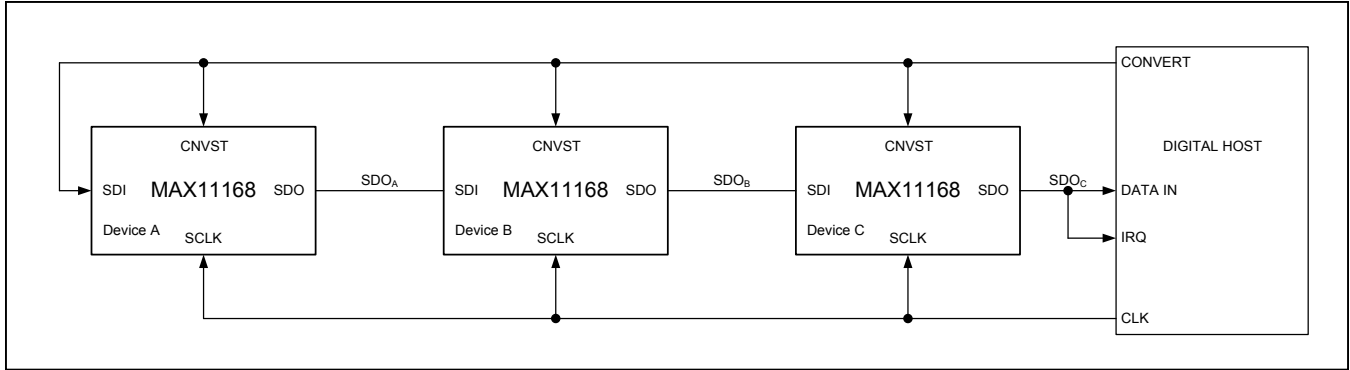 CONVERT
CNVST
CNVST
CNVST
DIGITAL HOST
SDI MAX11168 SDO
SDOA
SDI MAX11168 SDO
SDOB
SDI MAX11168 SDO
SDOC
DATA IN
Device A
SCLK
Device B
SCLK
Device C
SCLK
IRQ
CLK